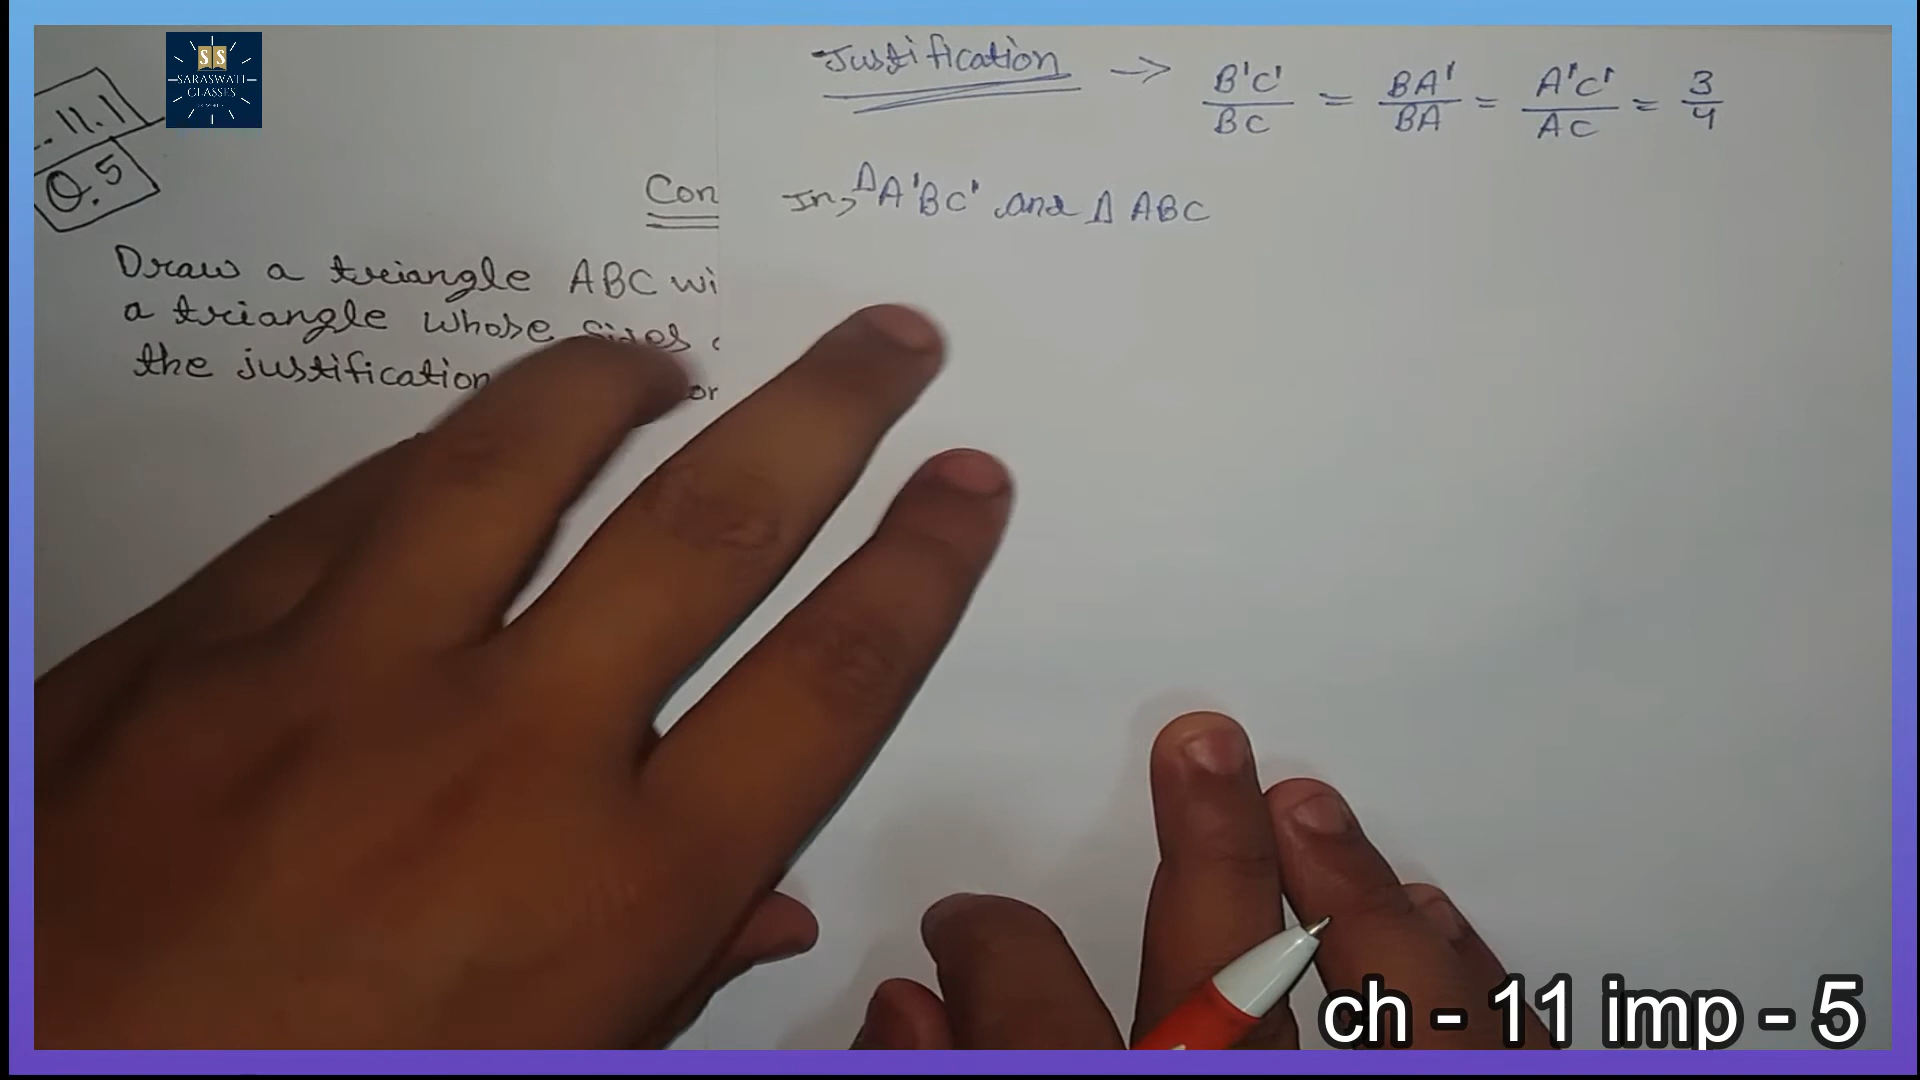 SS
SARASWATI
CLASSES
.11.1
Q.5
Justification → B'C'/BC = BA'/BA = A'C'/AC = 3/4
Con
In, ΔA'BC' and Δ ABC
Draw a triangle ABC wi
a triangle whose sides
the justification or
ch - 11 imp - 5